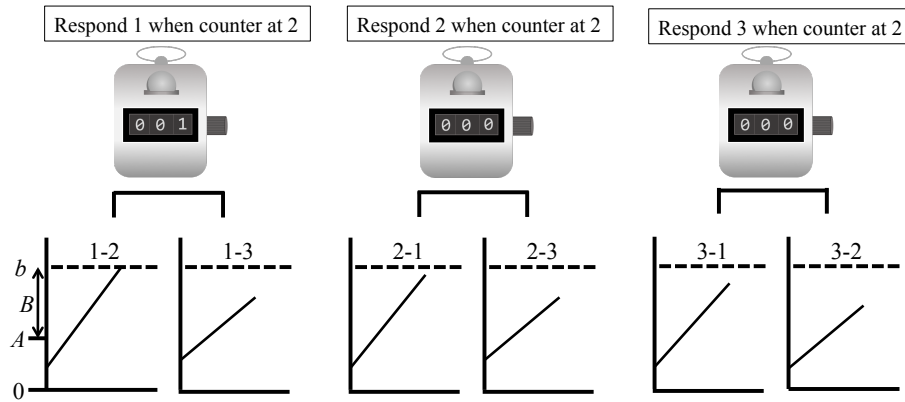 Respond 1 when counter at 2
Respond 2 when counter at 2
Respond 3 when counter at 2
0 0 1
0 0 0
0 0 0
1-2
1-3
2-1
2-3
3-1
3-2
b
B
A
0